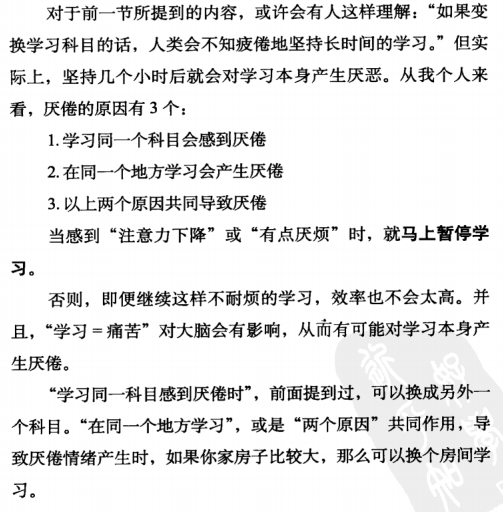 对于前一节所提到的内容，或许会有人这样理解：“如果变
换学习科目的话，人类会不知疲倦地坚持长时间的学习。”但实
际上，坚持几个小时后就会对学习本身产生厌恶。从我个人来
看，厌倦的原因有 3 个：
1. 学习同一个科目会感到厌倦
2. 在同一个地方学习会产生厌倦
3. 以上两个原因共同导致厌倦
当感到“注意力下降”或“有点厌烦”时，就马上暂停学
习。
否则，即便继续这样不耐烦的学习，效率也不会太高。并
且，“学习 = 痛苦”对大脑会有影响，从而有可能对学习本身产
生厌倦。
“学习同一科目感到厌倦时”，前面提到过，可以换成另外一
个科目。“在同一个地方学习”，或是“两个原因”共同作用，导
致厌倦情绪产生时，如果你家房子比较大，那么可以换个房间学
习。